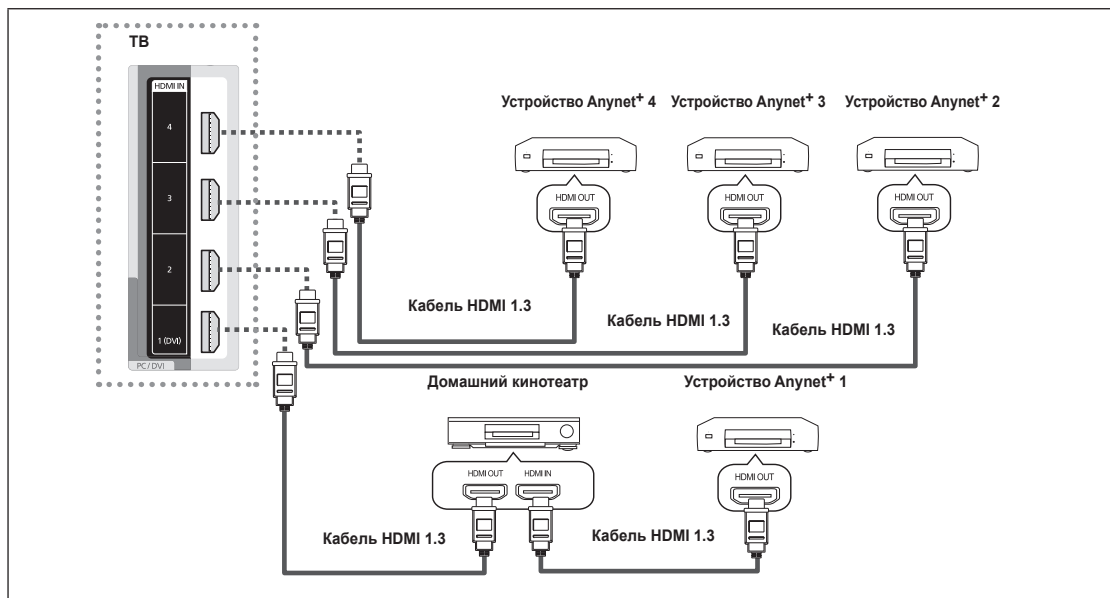 ТВ
HDMI IN
4
3
2
1 (DVI)
PC / DVI
Устройство Anynet+ 4
Устройство Anynet+ 3
Устройство Anynet+ 2
HDMI OUT
HDMI OUT
HDMI OUT
Кабель HDMI 1.3
Кабель HDMI 1.3
Кабель HDMI 1.3
Домашний кинотеатр
Устройство Anynet+ 1
HDMI OUT
HDMI IN
HDMI OUT
Кабель HDMI 1.3
Кабель HDMI 1.3